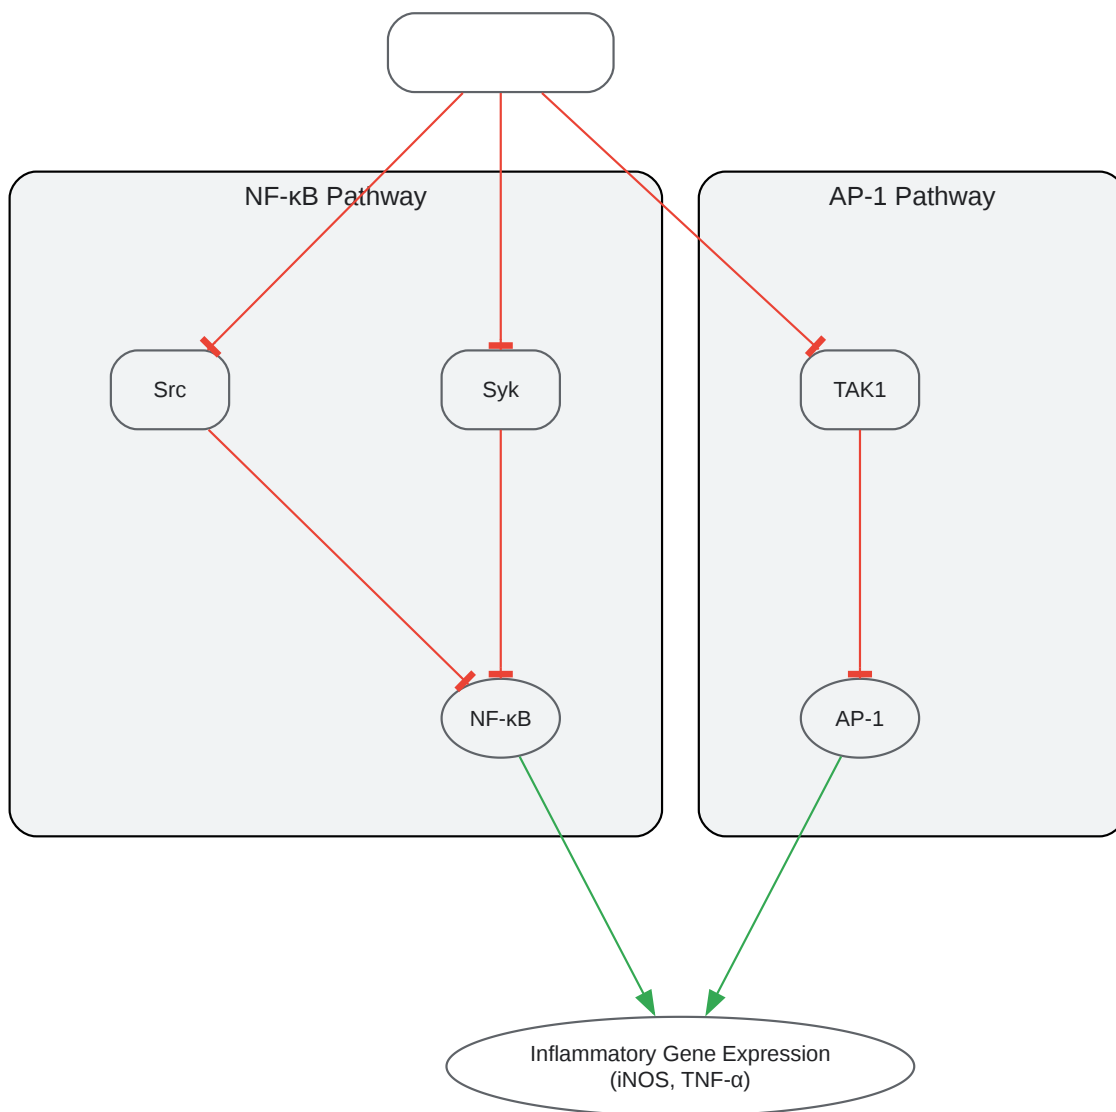 NF-κB Pathway
AP-1 Pathway
Src
Syk
TAK1
NF-κB
AP-1
Inflammatory Gene Expression
(iNOS, TNF-α)